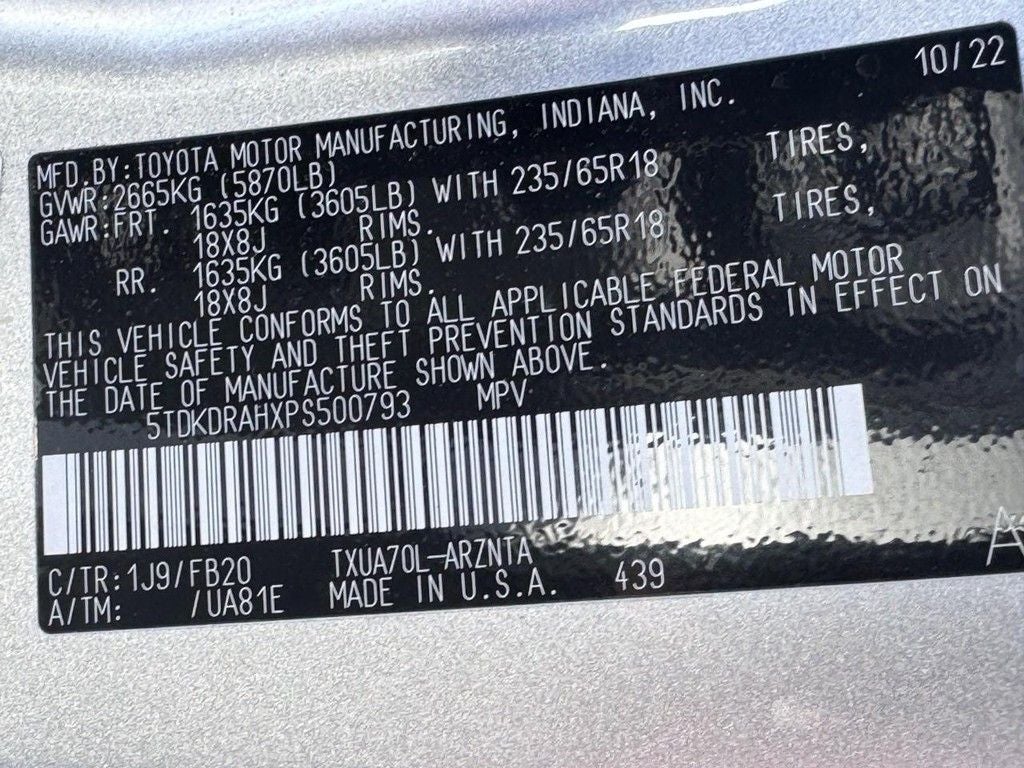 10/22
MFD.BY:TOYOTA MOTOR MANUFACTURING, INDIANA, INC.
GVWR:2665KG (5870LB)
GAWR:FRT. 1635KG (3605LB) WITH 235/65R18 TIRES,
18X8J RIMS.
RR. 1635KG (3605LB) WITH 235/65R18 TIRES,
18X8J RIMS.
THIS VEHICLE CONFORMS TO ALL APPLICABLE FEDERAL MOTOR
VEHICLE SAFETY AND THEFT PREVENTION STANDARDS IN EFFECT ON
THE DATE OF MANUFACTURE SHOWN ABOVE.
5TDKDRAHXPS500793 MPV
C/TR:1J9/FB20 TXUA70L-ARZNTA
A/TM: /UA81E MADE IN U.S.A. 439